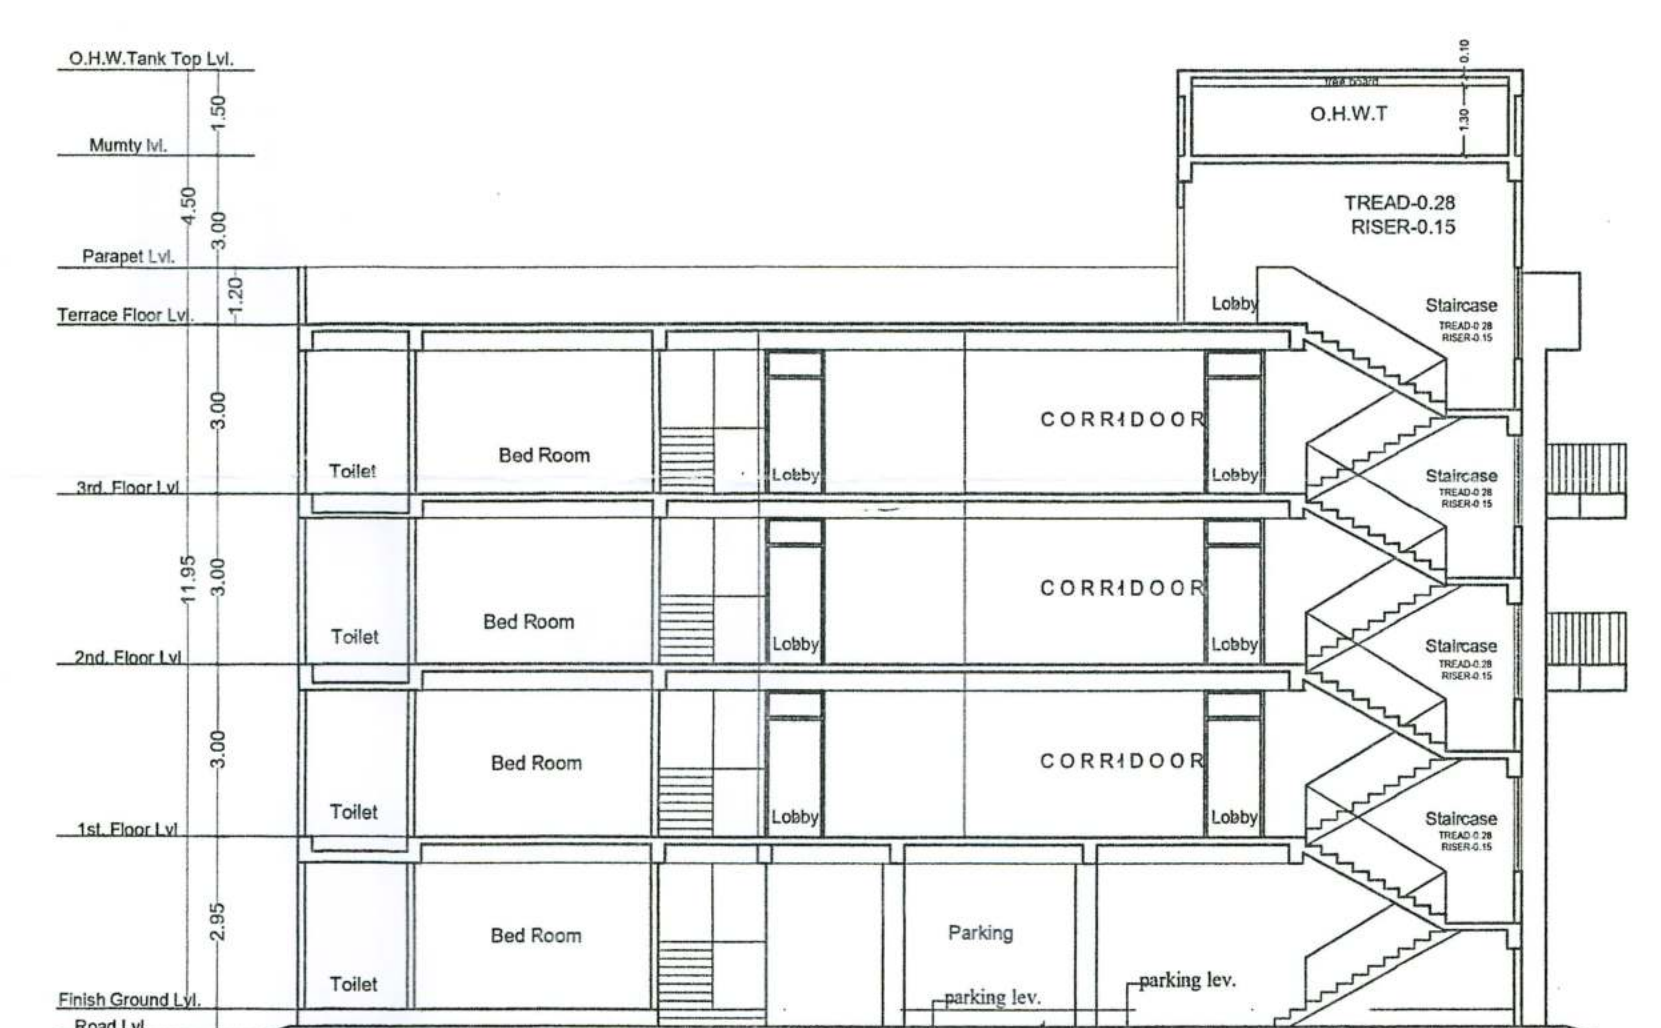 O.H.W.Tank Top Lvl.
0.10
free board
1.50
O.H.W.T
1.30
Mumty lvl.
4.50
3.00
TREAD-0.28
RISER-0.15
Parapet Lvl.
1.20
Lobby
Staircase
TREAD-0.28
RISER-0.15
Terrace Floor Lvl.
3.00
CORRIDOOR
Toilet
Bed Room
Lobby
Lobby
Staircase
TREAD-0.28
RISER-0.15
3rd. Floor Lvl
11.95
3.00
CORRIDOOR
Toilet
Bed Room
Lobby
Lobby
Staircase
TREAD-0.28
RISER-0.15
2nd. Floor Lvl
3.00
Bed Room
CORRIDOOR
Toilet
Lobby
Lobby
Staircase
TREAD-0.28
RISER-0.15
1st. Floor Lvl
2.95
Bed Room
Parking
Toilet
parking lev.
parking lev.
Finish Ground Lvl.
Road Lvl